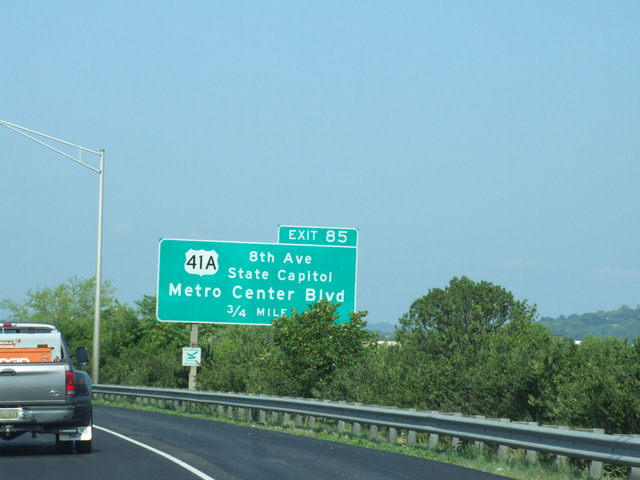 EXIT 85
41A
8th Ave
State Capitol
Metro Center Blvd
3/4 MILE